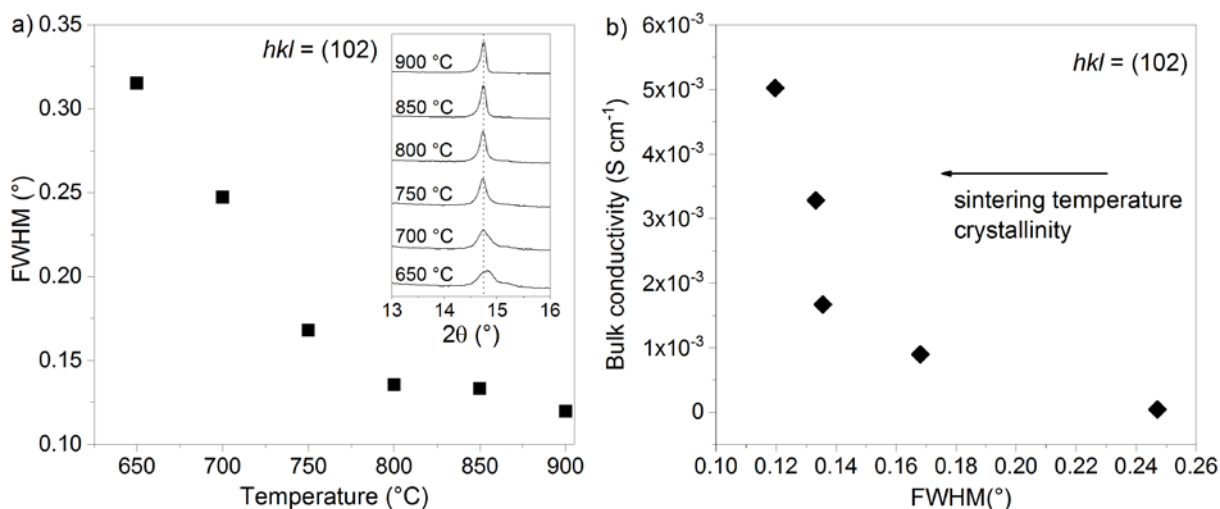 a)
hkl = (102)
FWHM (°)
0.35
0.30
0.25
0.20
0.15
0.10
650
700
750
800
850
900
Temperature (°C)
900 °C
850 °C
800 °C
750 °C
700 °C
650 °C
13
14
15
16
2θ (°)
b)
hkl = (102)
Bulk conductivity (S cm⁻¹)
6x10⁻³
5x10⁻³
4x10⁻³
3x10⁻³
2x10⁻³
1x10⁻³
0
sintering temperature
crystallinity
0.10
0.12
0.14
0.16
0.18
0.20
0.22
0.24
0.26
FWHM(°)